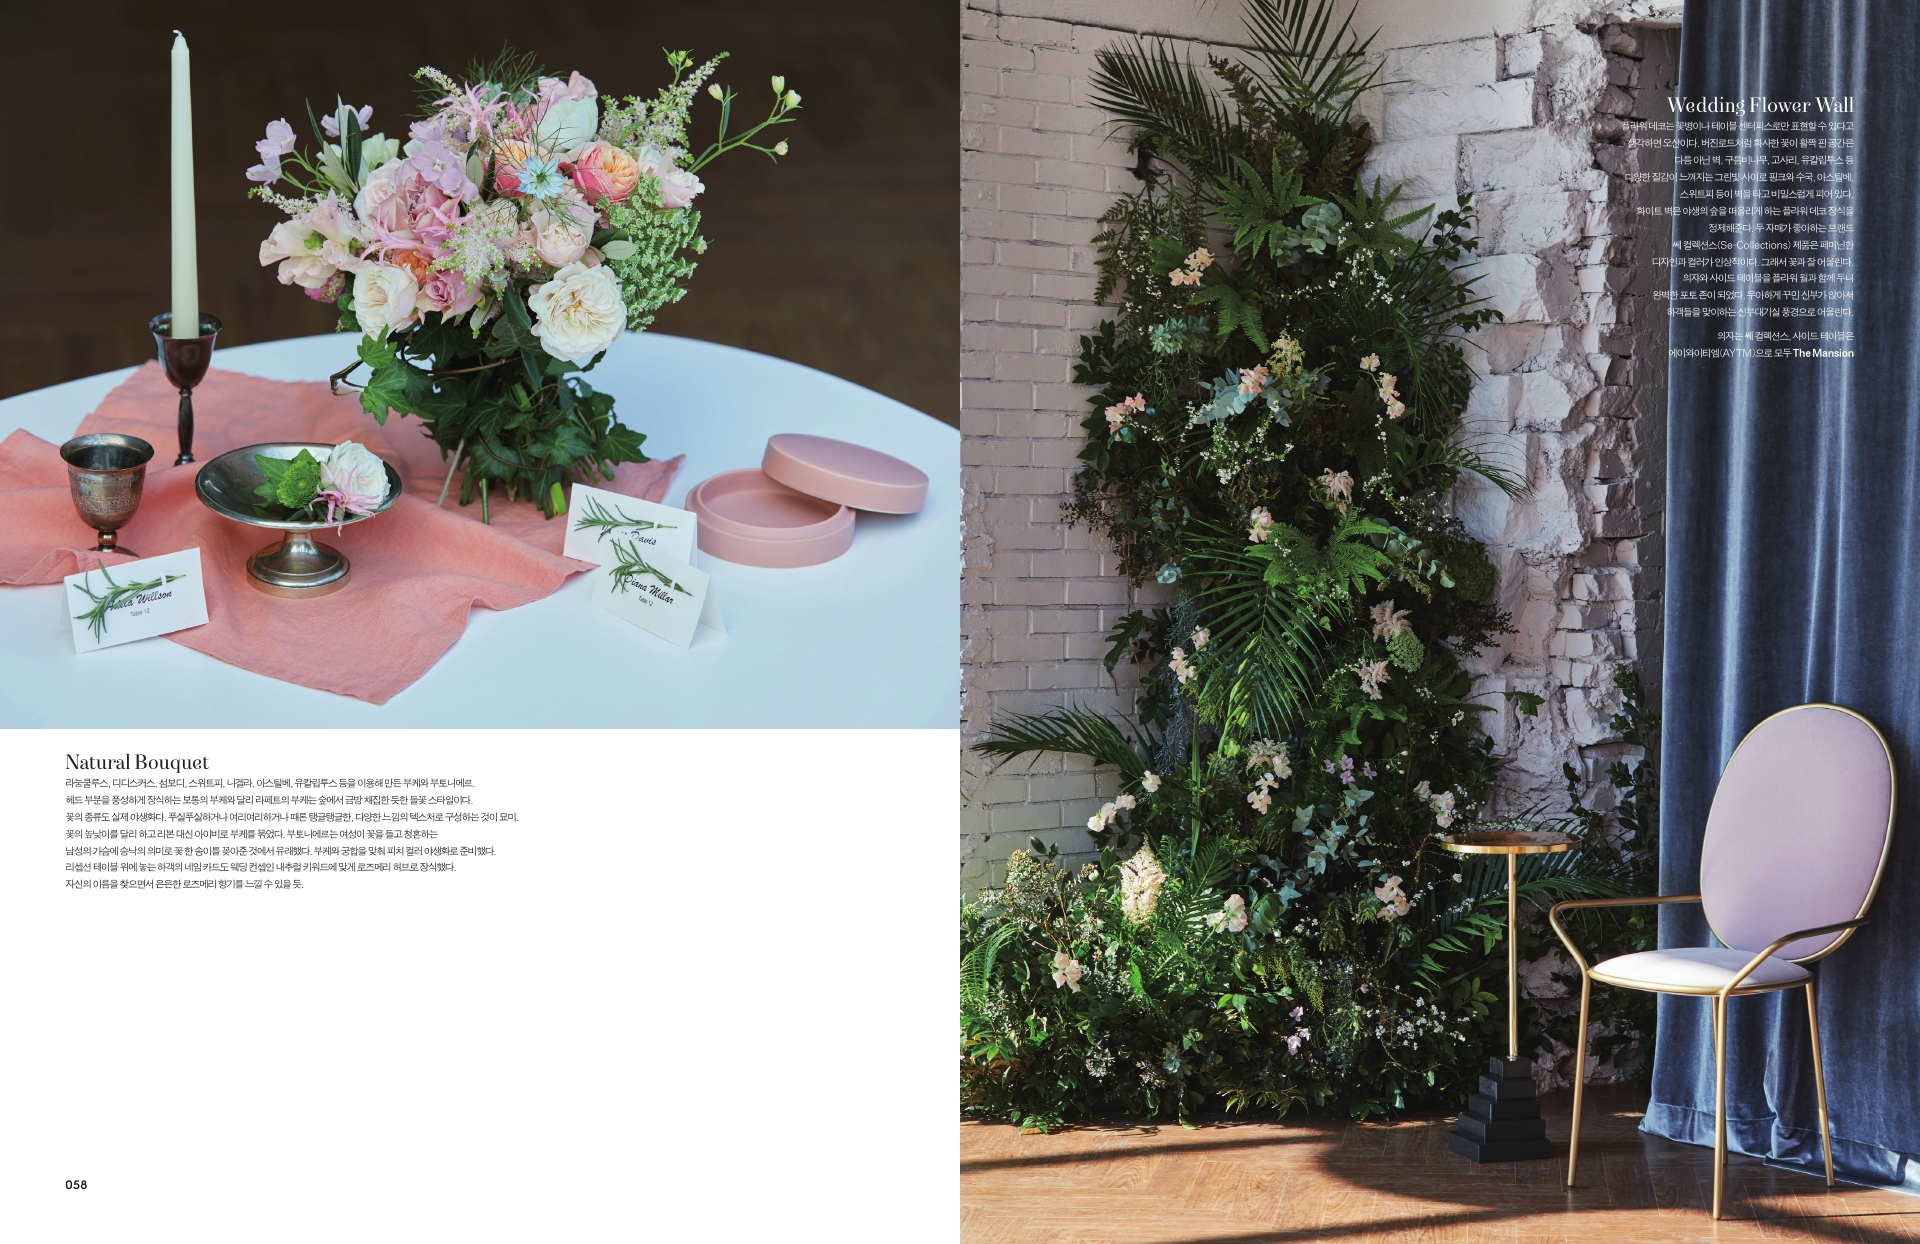 Natural Bouquet
라눙쿨루스, 디디스커스, 섬보디, 스위트피, 니겔라, 아스틸베, 유칼립투스 등을 이용해 만든 부케와 부토니에르.
헤드 부분을 풍성하게 장식하는 보통의 부케와 달리 라페트의 부케는 숲에서 금방 채집한 듯한 들꽃 스타일이다.
꽃의 종류도 실제 야생화다. 푸실푸실하거나 여리여리하거나 때론 탱글탱글한, 다양한 느낌의 텍스처로 구성하는 것이 묘미.
꽃의 높낮이를 달리 하고 리본 대신 아이비로 부케를 묶었다. 부토니에르는 여성이 꽃을 들고 청혼하는
남성의 가슴에 승낙의 의미로 꽃 한 송이를 꽂아준 것에서 유래했다. 부케와 궁합을 맞춰 피치 컬러 야생화로 준비했다.
리셉션 테이블 위에 놓는 하객의 네임 카드도 웨딩 컨셉인 내추럴 키워드에 맞게 로즈메리 허브로 장식했다.
자신의 이름을 찾으면서 은은한 로즈메리 향기를 느낄 수 있을 듯.
058
Davis
Diana Millar
Table 12
Willson
Table 12
Wedding Flower Wall
플라워 데코는 꽃병이나 테이블 센터피스로만 표현할 수 있다고
생각하면 오산이다. 버진로드처럼 화사한 꽃이 활짝 핀 공간은
다름 아닌 벽. 구름비나무, 고사리, 유칼립투스 등
다양한 질감이 느껴지는 그린빛 사이로 핑크와 수국, 아스틸베,
스위트피 등이 벽을 타고 비밀스럽게 피어 있다.
화이트 벽은 야생의 숲을 떠올리게 하는 플라워 데코 장식을
정제해준다. 두 자매가 좋아하는 브랜드
쎄 컬렉션스(Se-Collections) 제품은 페미닌한
디자인과 컬러가 인상적이다. 그래서 꽃과 잘 어울린다.
의자와 사이드 테이블을 플라워 월과 함께 두니
완벽한 포토 존이 되었다. 우아하게 꾸민 신부가 앉아서
하객들을 맞이하는 신부대기실 풍경으로 어울린다.
의자는 쎄 컬렉션스, 사이드 테이블은
에이와이티엠(AYTM)으로 모두 The Mansion